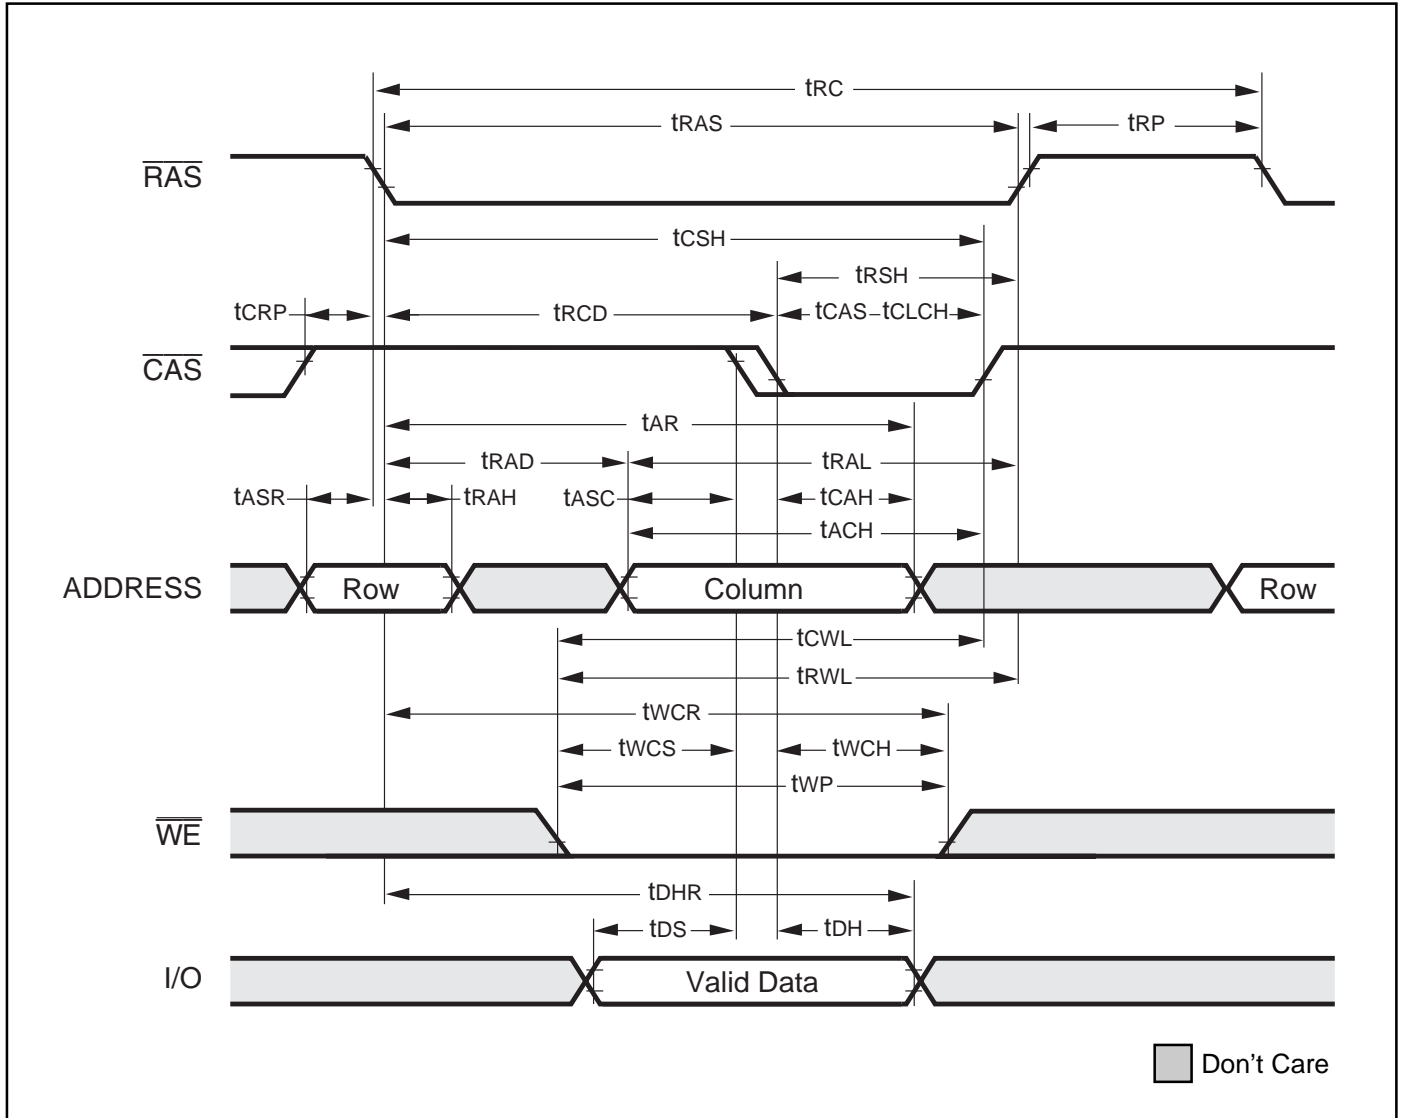 tRC
tRAS
tRP
RAS
tCSH
tRSH
tCRP
tRCD
tCAS
tCLCH
CAS
tAR
tRAD
tRAL
tASR
tRAH
tASC
tCAH
tACH
ADDRESS
Row
Column
Row
tCWL
tRWL
tWCR
tWCS
tWCH
tWP
WE
tDHR
tDS
tDH
I/O
Valid Data
Don't Care